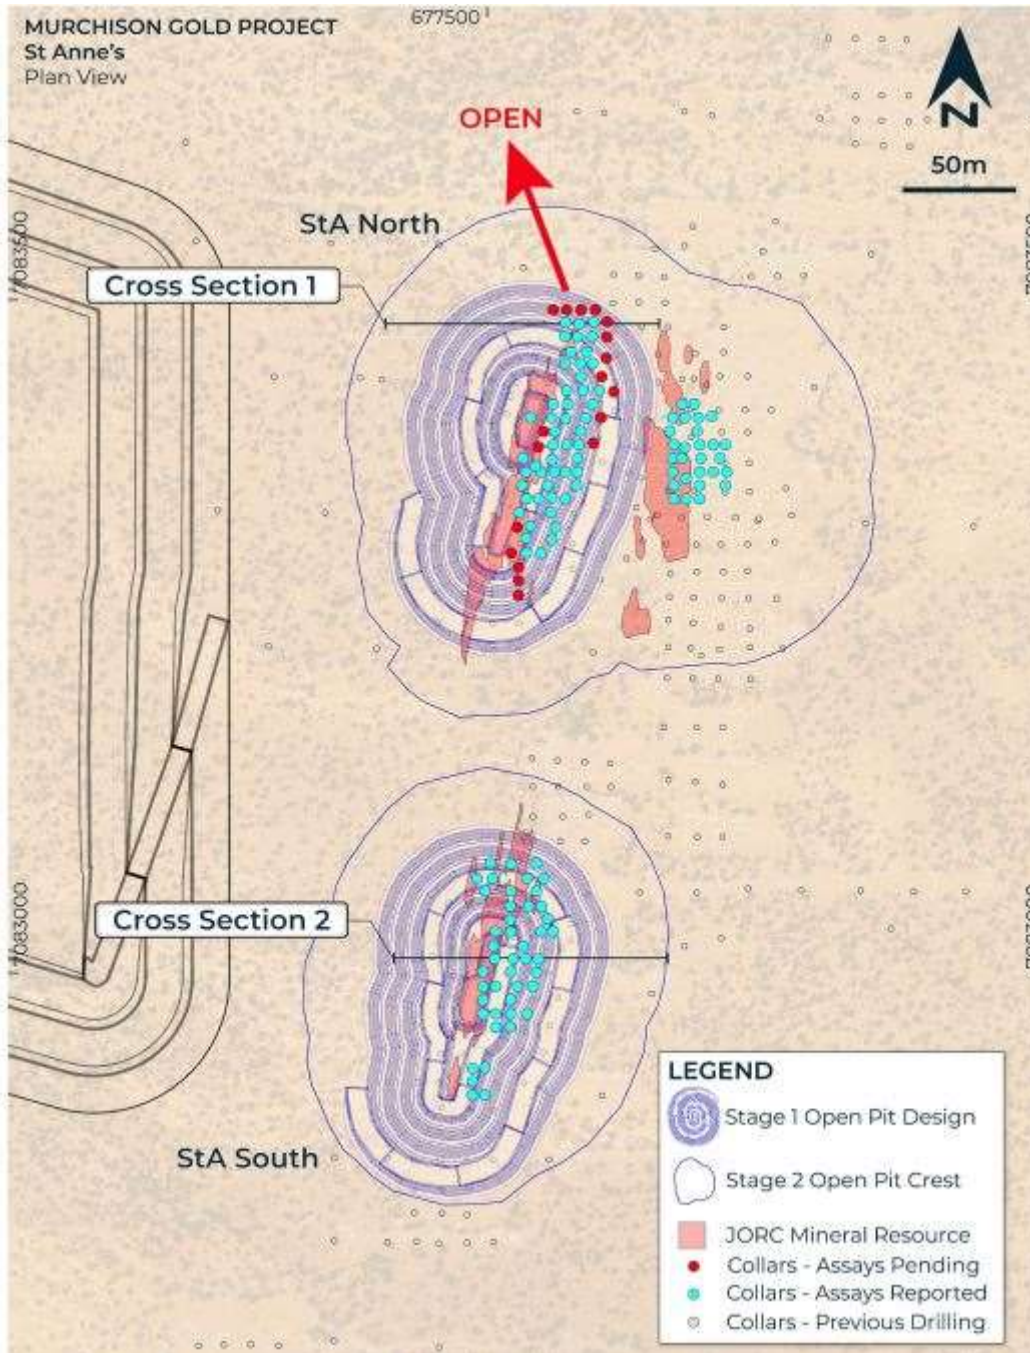 MURCHISON GOLD PROJECT
St Anne's
Plan View
677500
N
50m
OPEN
StA North
7083500
Cross Section 1
7083000
Cross Section 2
StA South
LEGEND
Stage 1 Open Pit Design
Stage 2 Open Pit Crest
JORC Mineral Resource
Collars - Assays Pending
Collars - Assays Reported
Collars - Previous Drilling